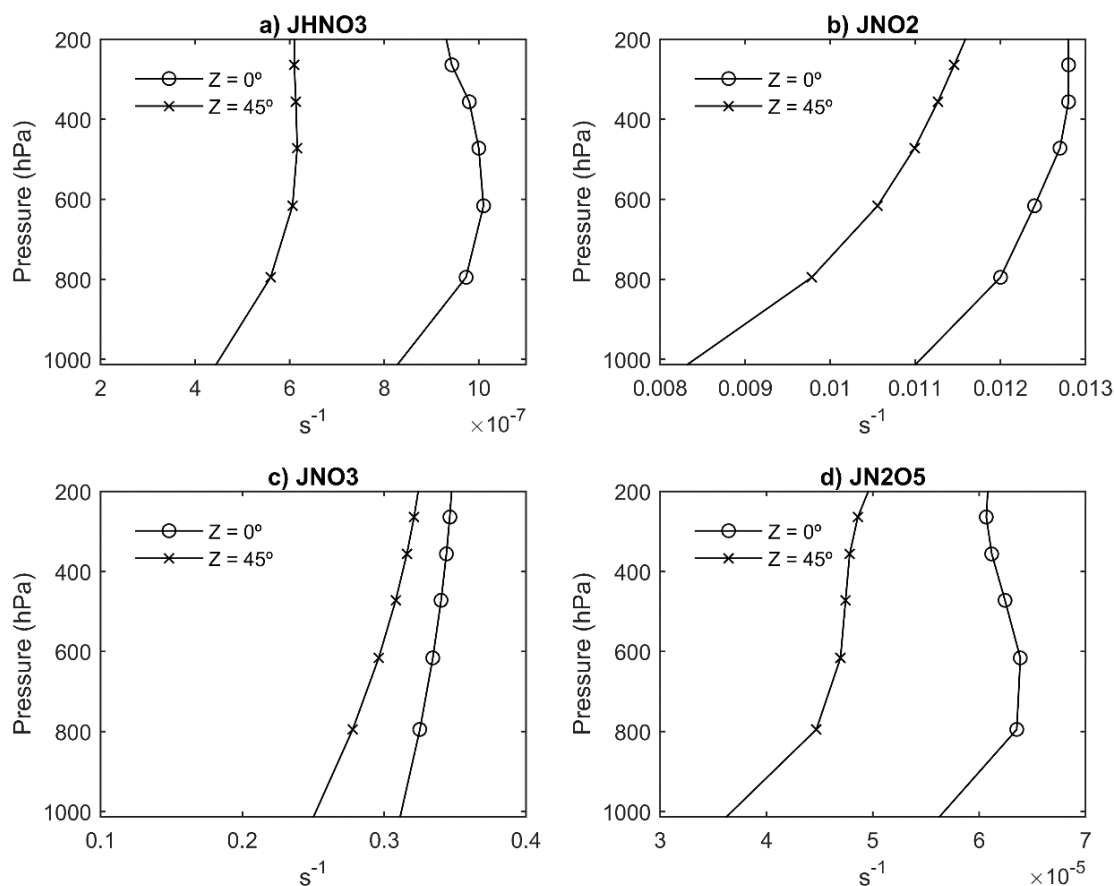 a) JHNO3
200
400
600
800
1000
Pressure (hPa)
Z = 0º
Z = 45º
2
4
6
8
10
s⁻¹
×10⁻⁷
b) JNO2
200
400
600
800
1000
Pressure (hPa)
Z = 0º
Z = 45º
0.008
0.009
0.01
0.011
0.012
0.013
s⁻¹
c) JNO3
200
400
600
800
1000
Pressure (hPa)
Z = 0º
Z = 45º
0.1
0.2
0.3
0.4
s⁻¹
d) JN2O5
200
400
600
800
1000
Pressure (hPa)
Z = 0º
Z = 45º
3
4
5
6
7
s⁻¹
×10⁻⁵